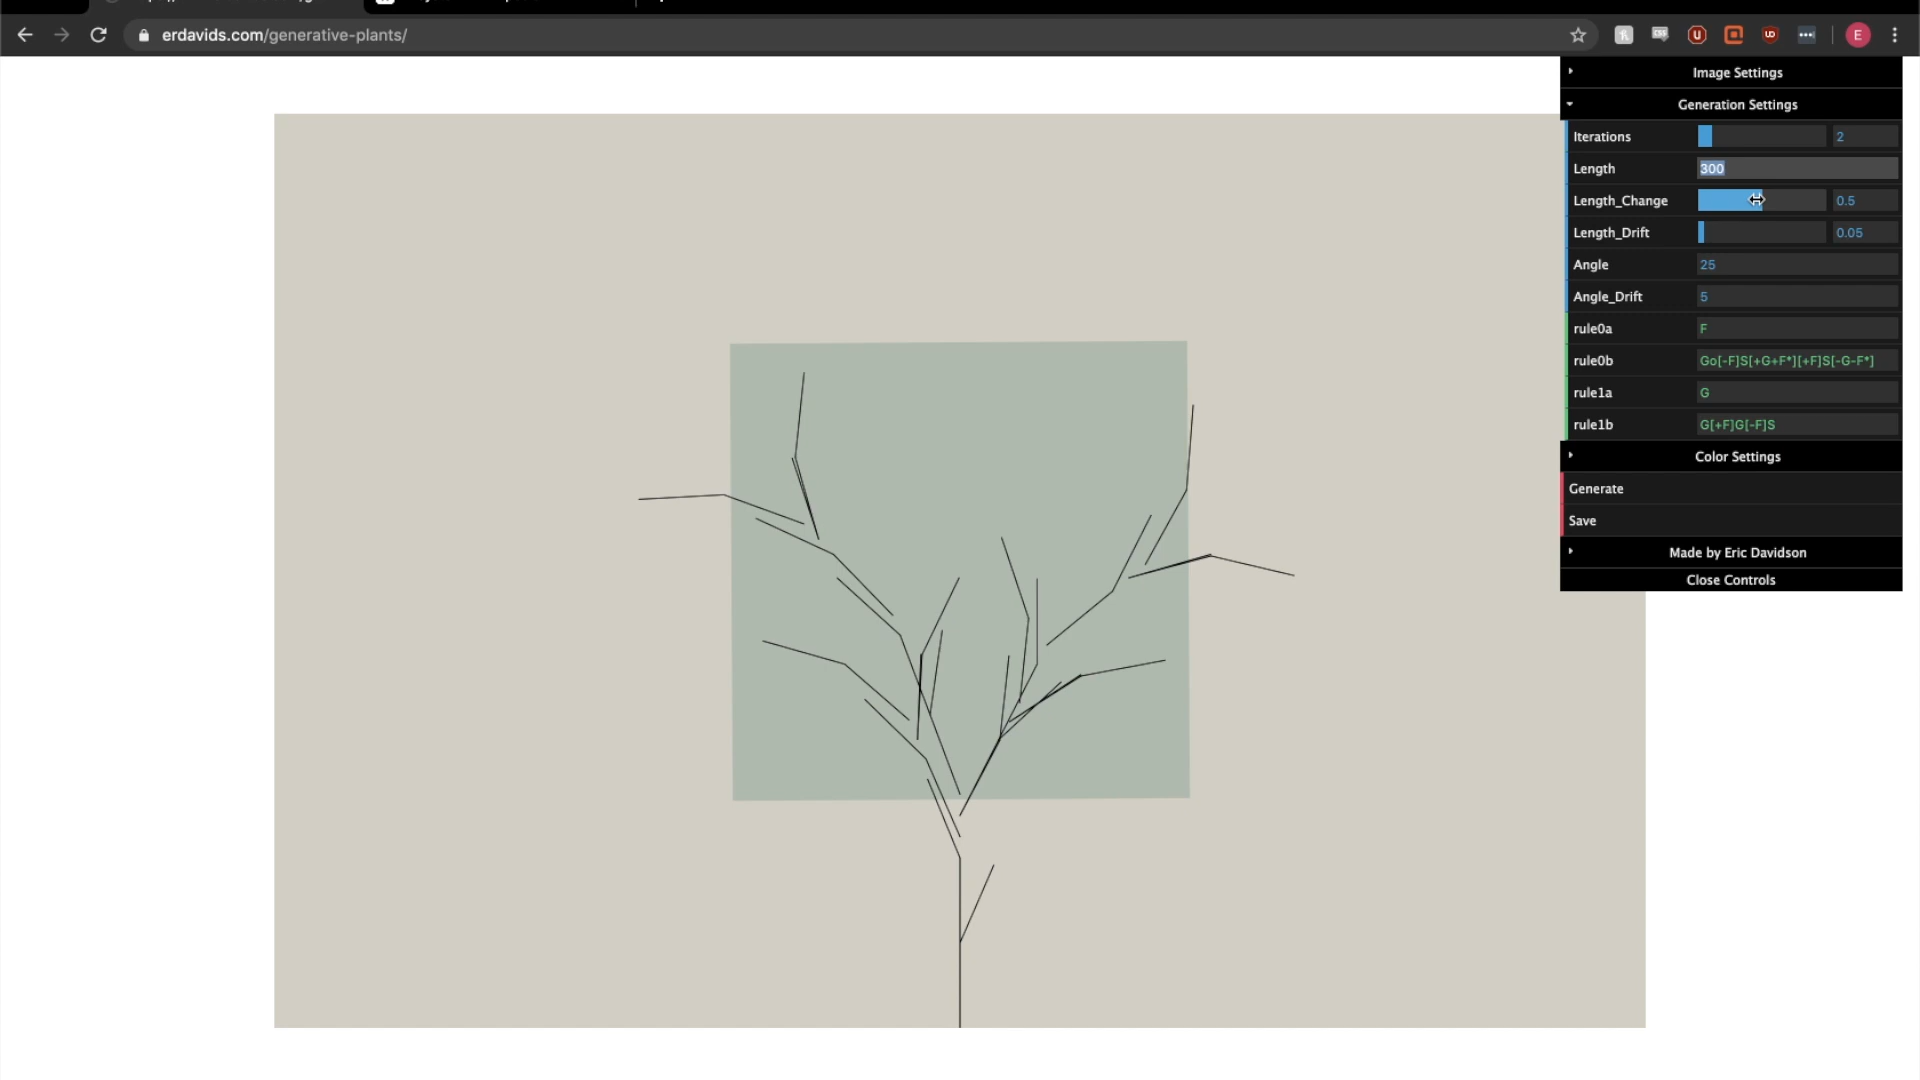 erdavids.com/generative-plants/
E
Image Settings
Generation Settings
Iterations 2
Length 300
Length_Change 0.5
Length_Drift 0.05
Angle 25
Angle_Drift 5
rule0a F
rule0b Go[-F]S[+G+F*][+F]S[-G-F*]
rule1a G
rule1b G[+F]G[-F]S
Color Settings
Generate
Save
Made by Eric Davidson
Close Controls